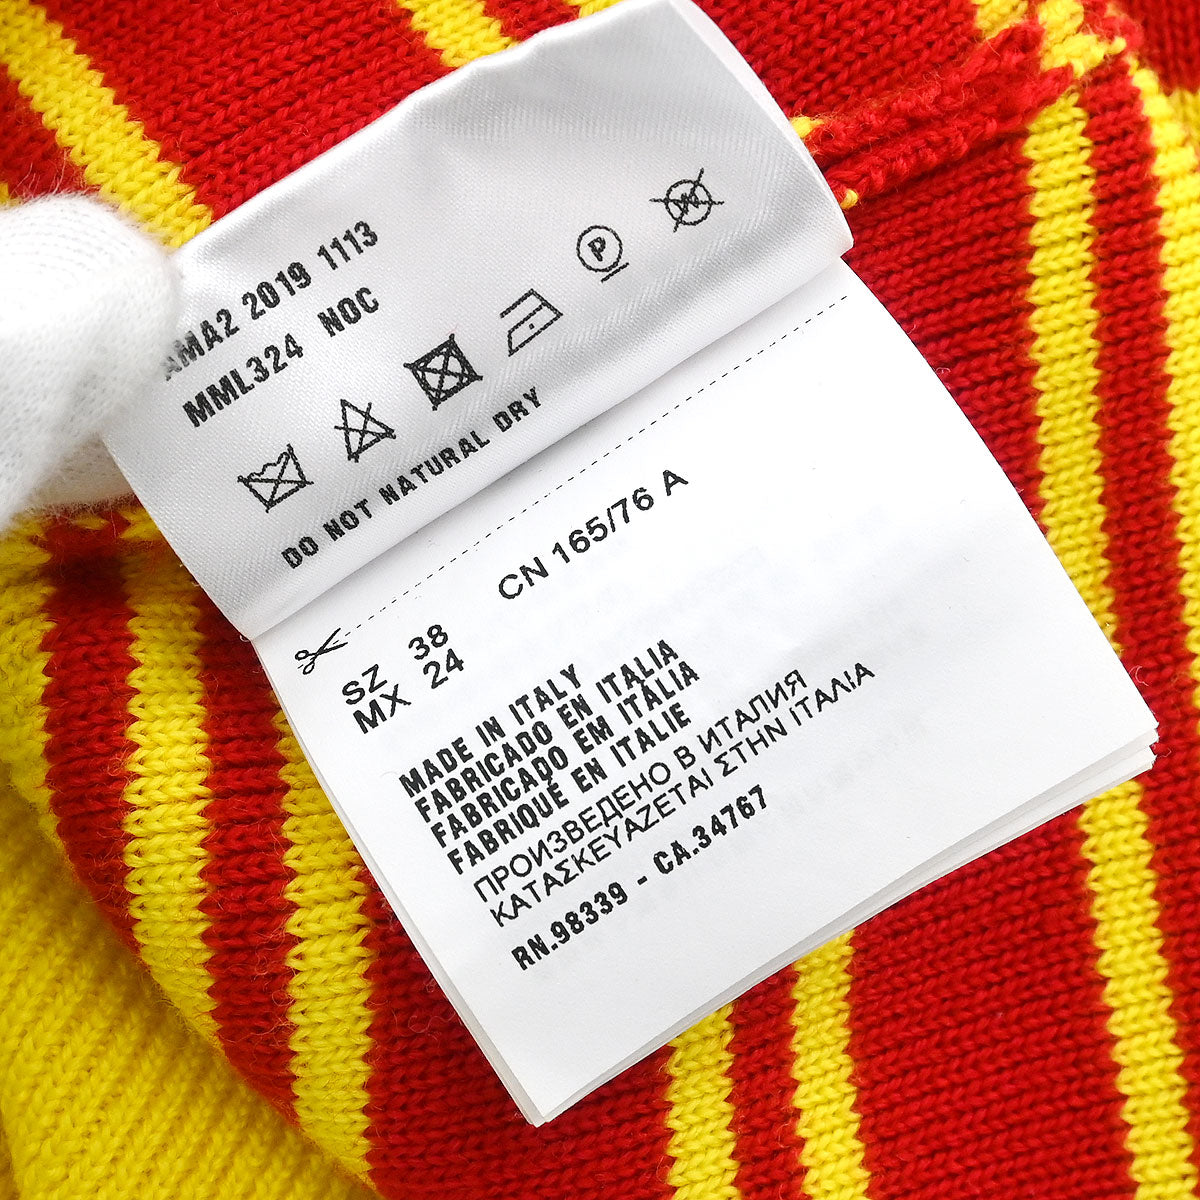 AMA2 2019 1113
MML324 NOC
P W
DO NOT NATURAL DRY
CN 165/76 A
SZ 38
MX 24
MADE IN ITALY
FABRICADO EN ITALIA
FABRICADO EM ITÁLIA
FABRIQUÉ EN ITALIE
ПРОИЗВЕДЕНО В ИТАЛИЯ
ΚΑΤΑΣΚΕΥΑΖΕΤΑΙ ΣΤΗΝ ΙΤΑΛΙΑ
RN.98339 - CA.34767